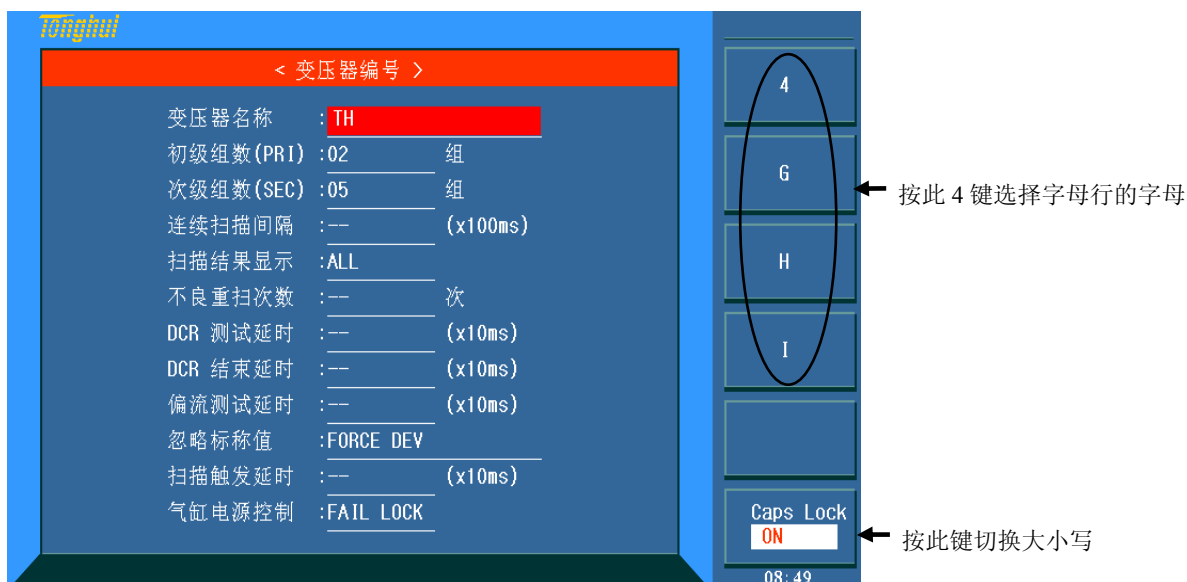 Tonghui
< 变压器编号 >
变压器名称 :TH
初级组数(PRI) :02 组
次级组数(SEC) :05 组
连续扫描间隔 :-- (x100ms)
扫描结果显示 :ALL
不良重扫次数 :-- 次
DCR 测试延时 :-- (x10ms)
DCR 结束延时 :-- (x10ms)
偏流测试延时 :-- (x10ms)
忽略标称值 :FORCE DEV
扫描触发延时 :-- (x10ms)
气缸电源控制 :FAIL LOCK
4
G
H
I
Caps Lock
ON
08:49
按此 4 键选择字母行的字母
按此键切换大小写